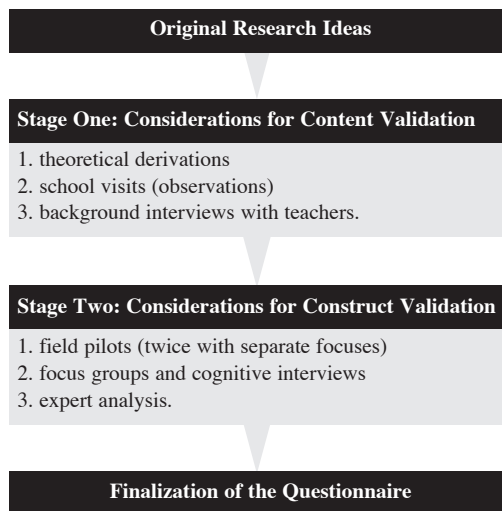 Original Research Ideas
Stage One: Considerations for Content Validation
1. theoretical derivations
2. school visits (observations)
3. background interviews with teachers.
Stage Two: Considerations for Construct Validation
1. field pilots (twice with separate focuses)
2. focus groups and cognitive interviews
3. expert analysis.
Finalization of the Questionnaire